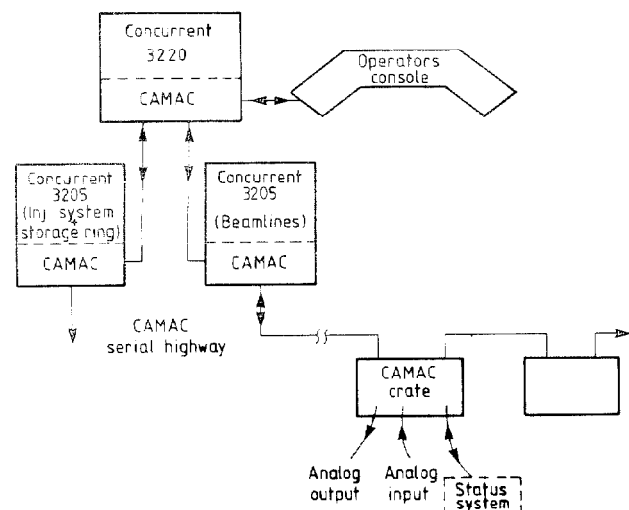 Concurrent
3220
CAMAC
Operators
console
Concurrent
3205
(Inj system
+
storage ring)
CAMAC
Concurrent
3205
(Beamlines)
CAMAC
CAMAC
serial highway
CAMAC
crate
Analog
output
Analog
input
Status
system